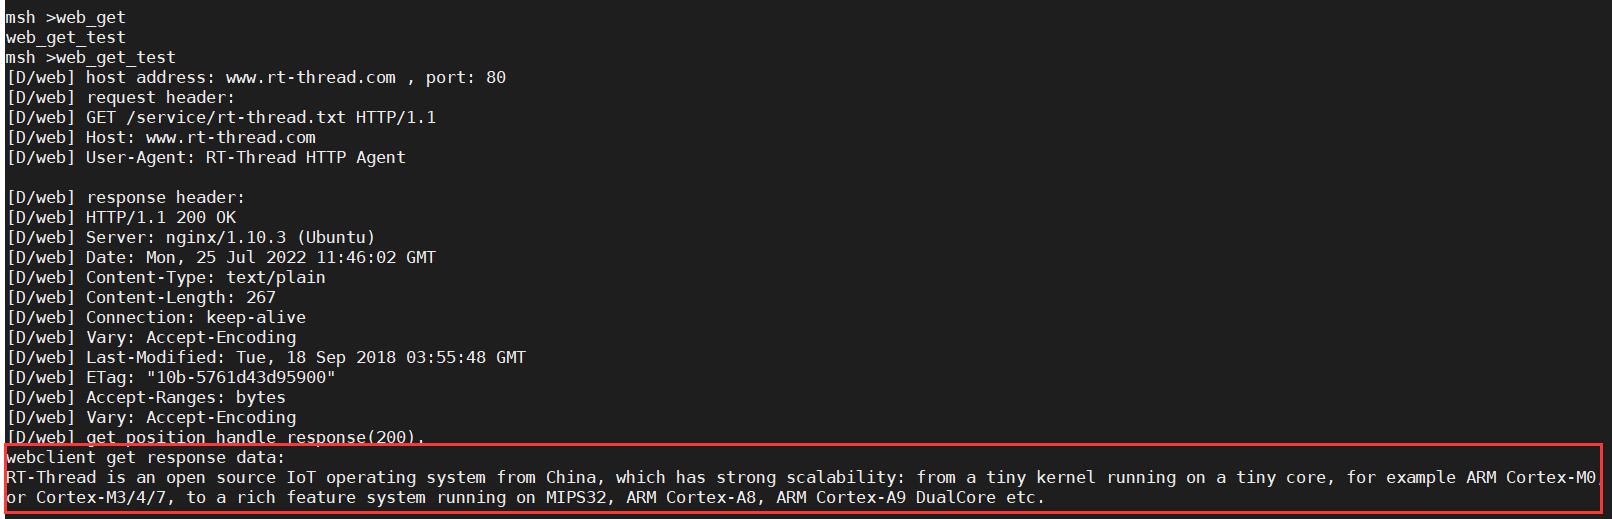 msh >web_get
web_get_test
msh >web_get_test
[D/web] host address: www.rt-thread.com , port: 80
[D/web] request header:
[D/web] GET /service/rt-thread.txt HTTP/1.1
[D/web] Host: www.rt-thread.com
[D/web] User-Agent: RT-Thread HTTP Agent
[D/web] response header:
[D/web] HTTP/1.1 200 OK
[D/web] Server: nginx/1.10.3 (Ubuntu)
[D/web] Date: Mon, 25 Jul 2022 11:46:02 GMT
[D/web] Content-Type: text/plain
[D/web] Content-Length: 267
[D/web] Connection: keep-alive
[D/web] Vary: Accept-Encoding
[D/web] Last-Modified: Tue, 18 Sep 2018 03:55:48 GMT
[D/web] ETag: "10b-5761d43d95900"
[D/web] Accept-Ranges: bytes
[D/web] Vary: Accept-Encoding
[D/web] get position handle response(200).
webclient get response data:
RT-Thread is an open source IoT operating system from China, which has strong scalability: from a tiny kernel running on a tiny core, for example ARM Cortex-M0,
or Cortex-M3/4/7, to a rich feature system running on MIPS32, ARM Cortex-A8, ARM Cortex-A9 DualCore etc.